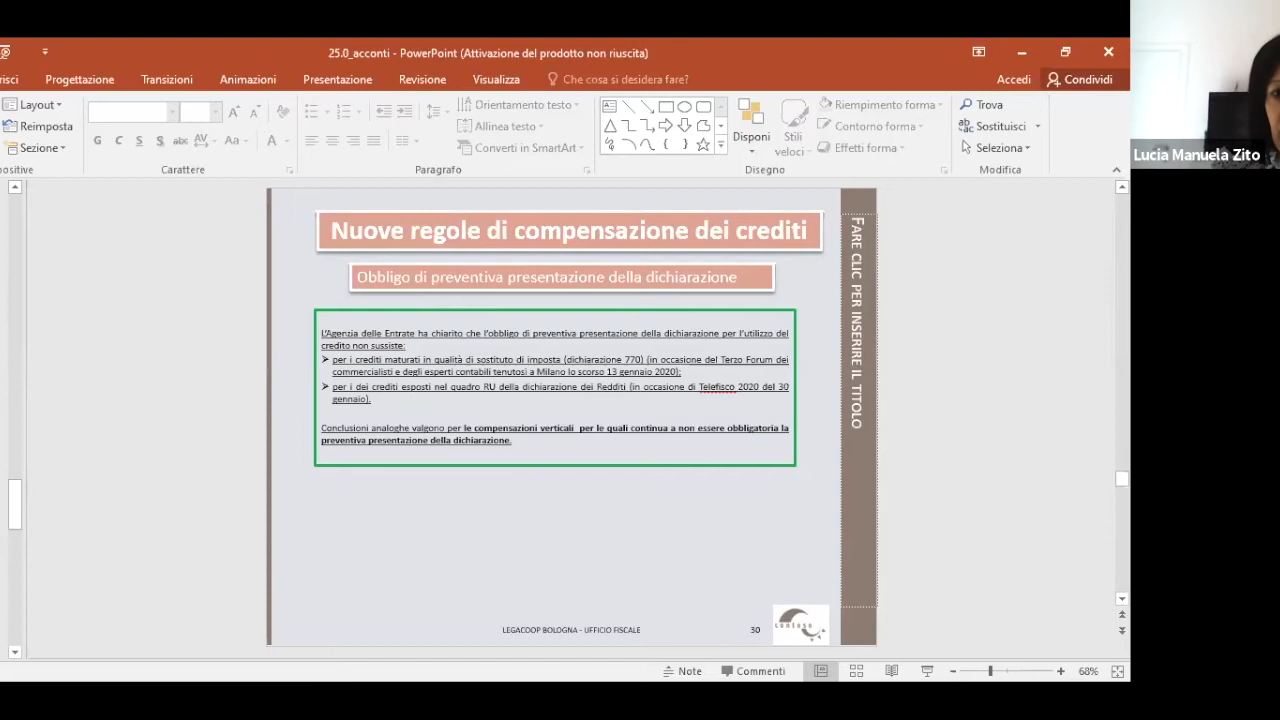 25.0_acconti - PowerPoint (Attivazione del prodotto non riuscita)
risci Progettazione Transizioni Animazioni Presentazione Revisione Visualizza Che cosa si desidera fare? Accedi Condividi
Layout Orientamento testo Riempimento forma Trova
Reimposta Allinea testo Disponi Stili Contorno forma Sostituisci
Sezione G C S S abc AV Aa A Converti in SmartArt veloci Effetti forma Seleziona
positive Carattere Paragrafo Disegno Modifica
Lucia Manuela Zito
Nuove regole di compensazione dei crediti
Obbligo di preventiva presentazione della dichiarazione
L'Agenzia delle Entrate ha chiarito che l'obbligo di preventiva presentazione della dichiarazione per l'utilizzo del
credito non sussiste:
per i crediti maturati in qualità di sostituto di imposta (dichiarazione 770) (in occasione del Terzo Forum dei
commercialisti e degli esperti contabili tenutosi a Milano lo scorso 13 gennaio 2020);
per i dei crediti esposti nel quadro RU della dichiarazione dei Redditi (in occasione di Telefisco 2020 del 30
gennaio).
Conclusioni analoghe valgono per le compensazioni verticali per le quali continua a non essere obbligatoria la
preventiva presentazione della dichiarazione.
FARE CLIC PER INSERIRE IL TITOLO
LEGACOOP BOLOGNA - UFFICIO FISCALE 30
contoso
Note Commenti 68%